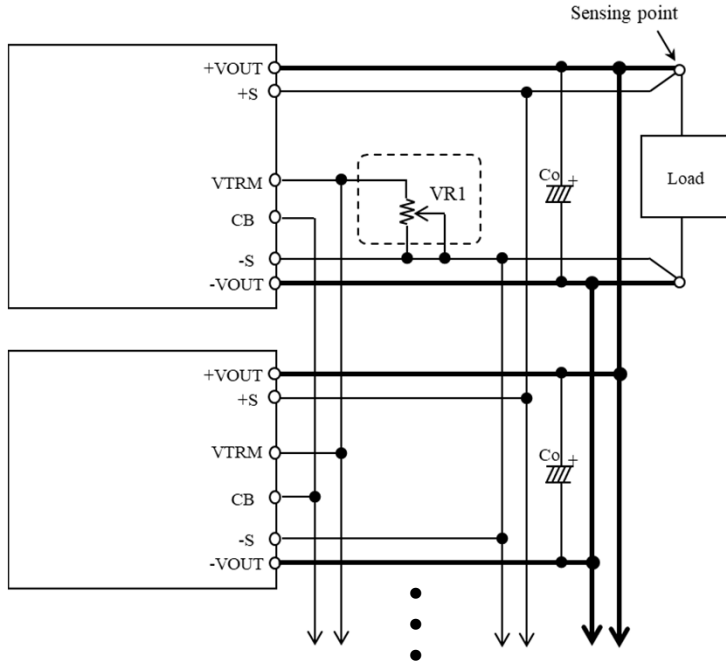 Sensing point
+VOUT
+S
VTRM
VR1
Co
+
Load
CB
-S
-VOUT
+VOUT
+S
VTRM
Co
+
CB
-S
-VOUT